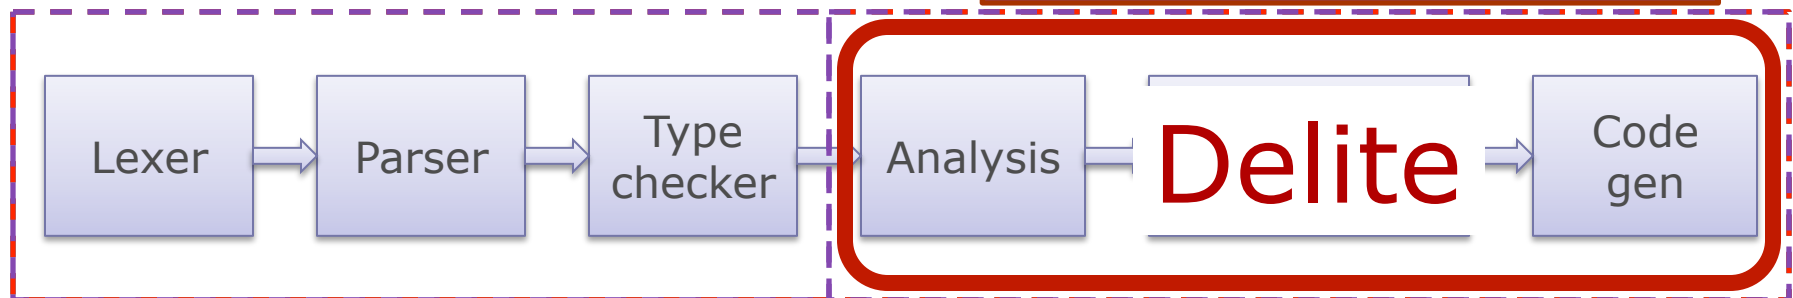 Lexer
Parser
Type
checker
Analysis
Delite
Code
gen